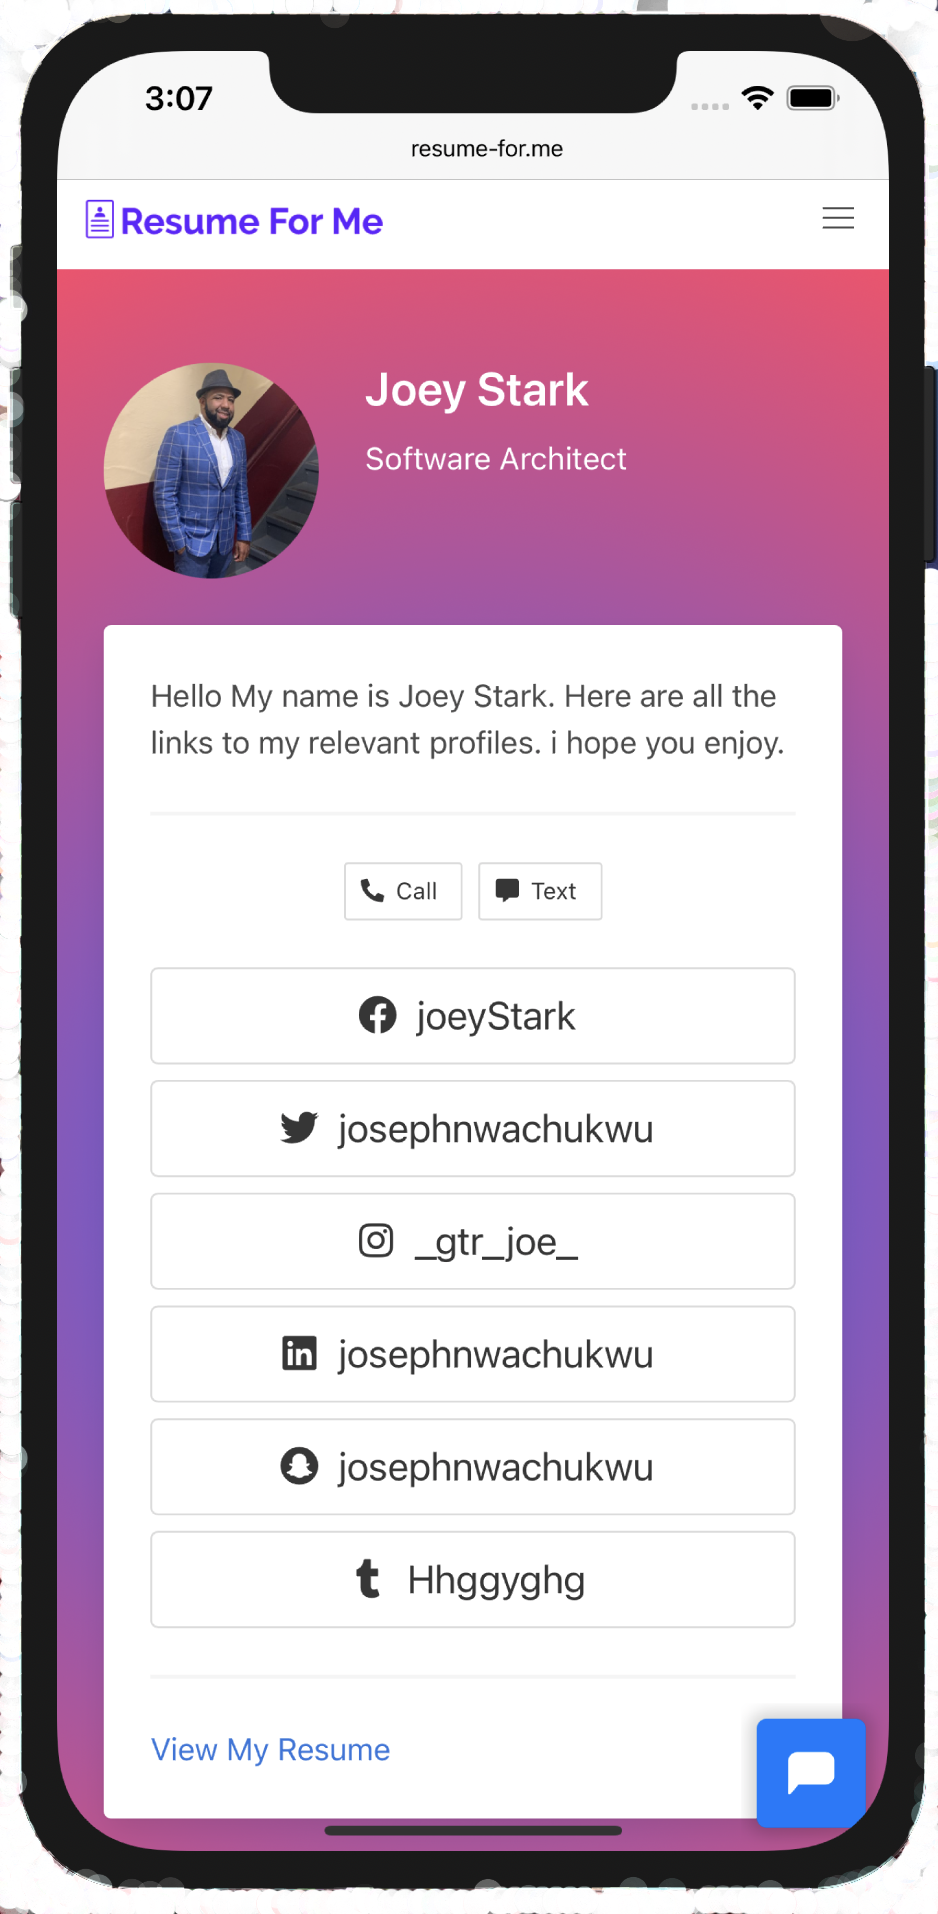 3:07
resume-for.me
Resume For Me
Joey Stark
Software Architect
Hello My name is Joey Stark. Here are all the
links to my relevant profiles. i hope you enjoy.
Call
Text
joeyStark
josephnwachukwu
_gtr_joe_
josephnwachukwu
josephnwachukwu
Hhggyghg
View My Resume